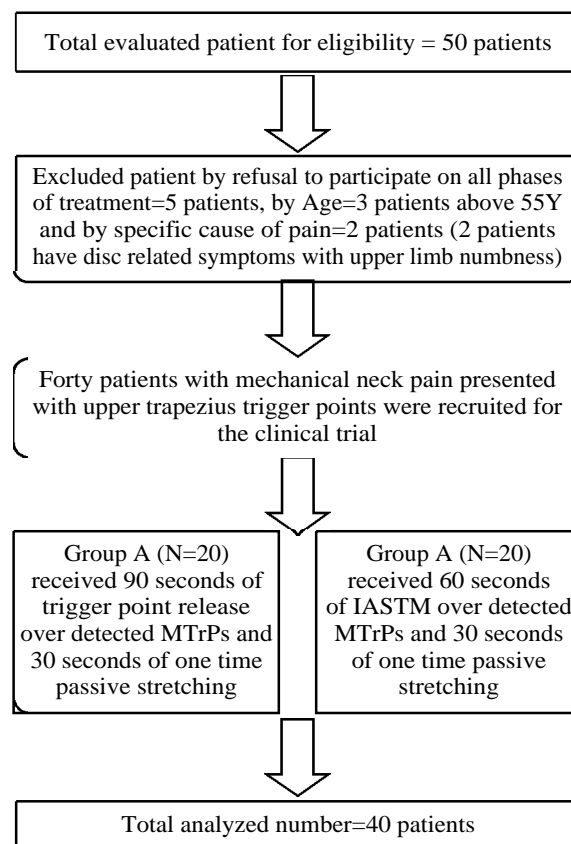 Total evaluated patient for eligibility = 50 patients
Excluded patient by refusal to participate on all phases
of treatment=5 patients, by Age=3 patients above 55Y
and by specific cause of pain=2 patients (2 patients
have disc related symptoms with upper limb numbness)
Forty patients with mechanical neck pain presented
with upper trapezius trigger points were recruited for
the clinical trial
Group A (N=20)
received 90 seconds of
trigger point release
over detected MTrPs and
30 seconds of one time
passive stretching
Group A (N=20)
received 60 seconds
of IASTM over detected
MTrPs and 30 seconds
of one time passive
stretching
Total analyzed number=40 patients